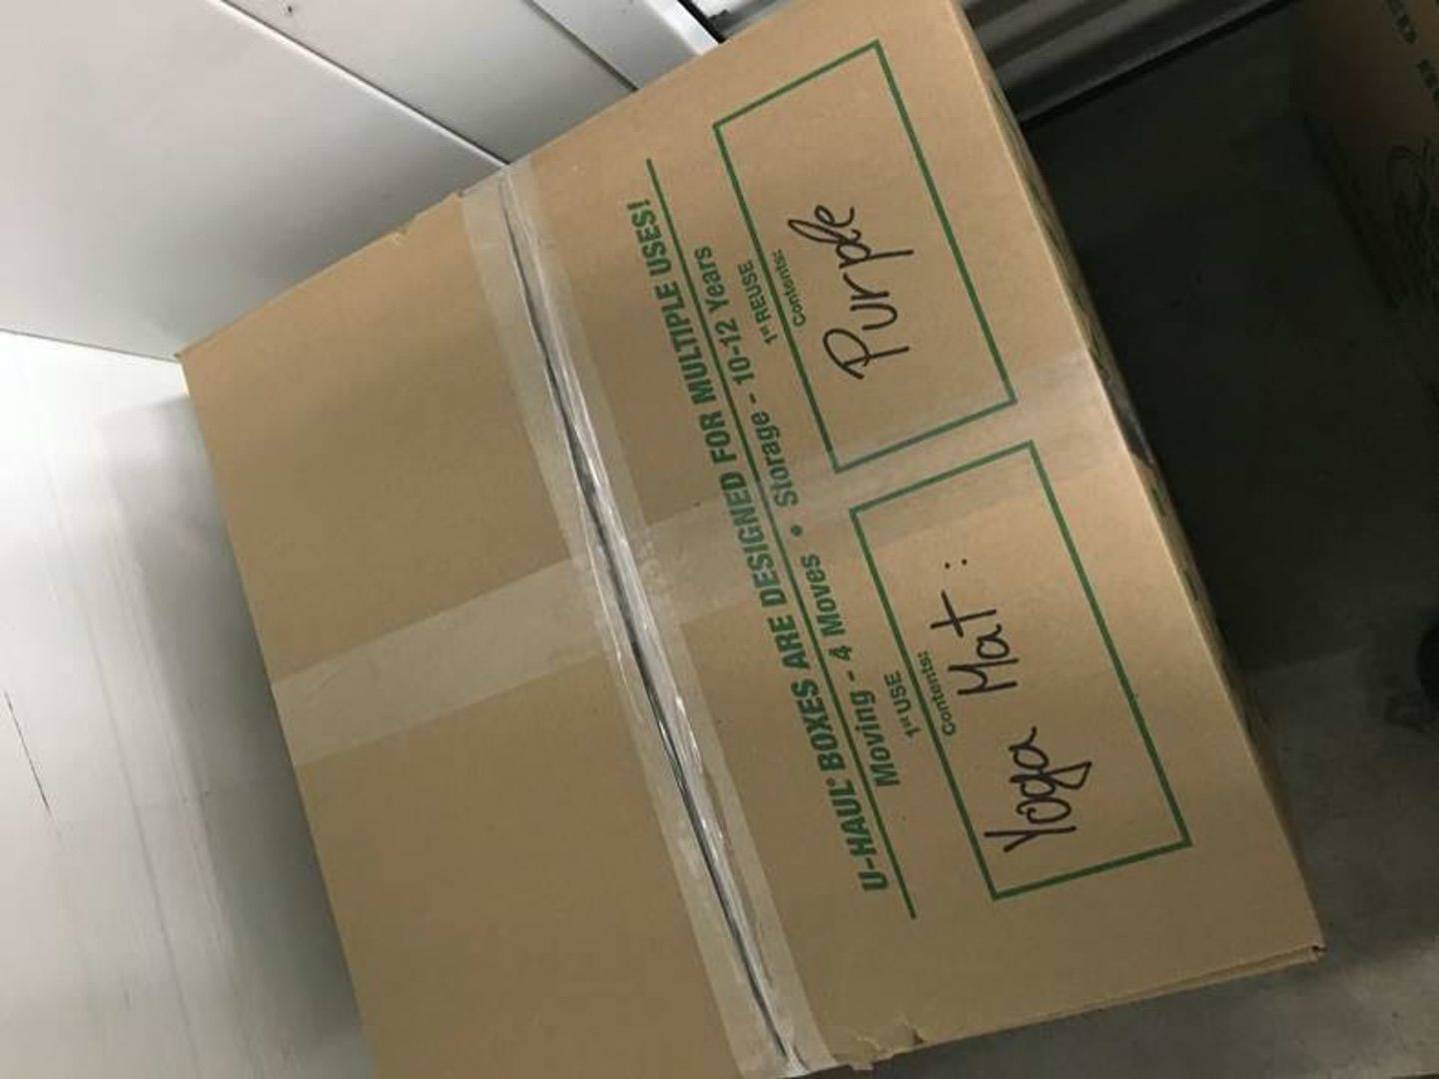 U-HAUL® BOXES ARE DESIGNED FOR MULTIPLE USES!
Moving - 4 Moves • Storage - 10-12 Years
1st USE
Contents:
Yoga Mat:
1st REUSE
Contents:
Purple